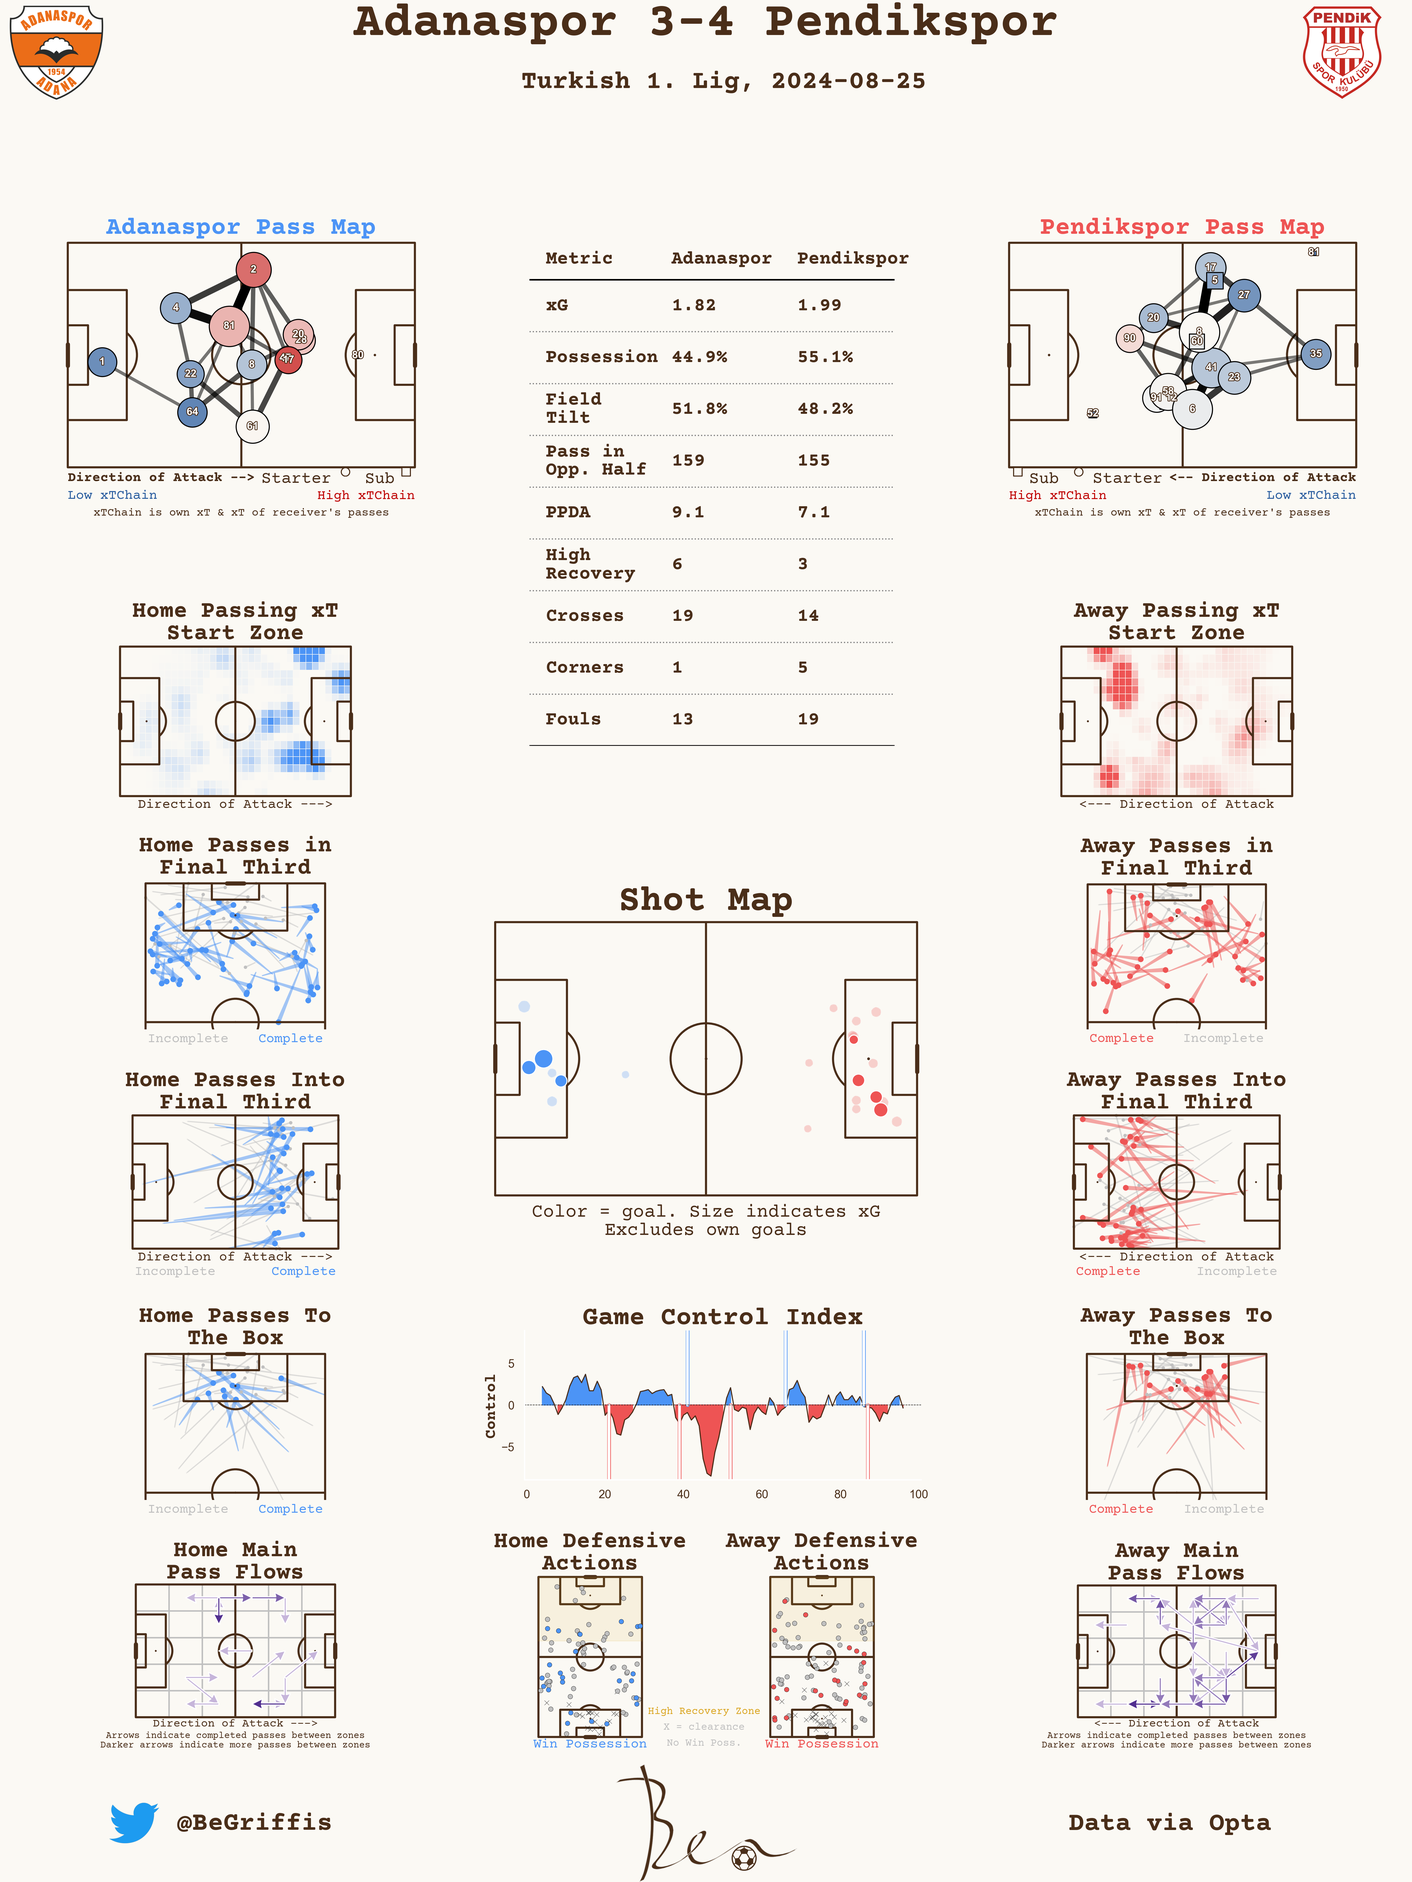 Adanaspor 3-4 Pendikspor
Turkish 1. Lig, 2024-08-25
ADANASPOR
1954
ADANA
PENDiK
SPOR KULÜBÜ
1950
Adanaspor Pass Map
2
4
81
20
28
17
80
1
22
8
64
61
Direction of Attack --> Starter Sub
Low xTChain High xTChain
xTChain is own xT & xT of receiver's passes
Metric Adanaspor Pendikspor
xG 1.82 1.99
Possession 44.9% 55.1%
Field
Tilt 51.8% 48.2%
Pass in
Opp. Half 159 155
PPDA 9.1 7.1
High
Recovery 6 3
Crosses 19 14
Corners 1 5
Fouls 13 19
Pendikspor Pass Map
81
17
5
27
20
8
60
90
35
41
23
58
91
12
6
52
Sub Starter <-- Direction of Attack
High xTChain Low xTChain
xTChain is own xT & xT of receiver's passes
Home Passing xT
Start Zone
Direction of Attack --->
Away Passing xT
Start Zone
<--- Direction of Attack
Home Passes in
Final Third
Incomplete Complete
Away Passes in
Final Third
Complete Incomplete
Shot Map
Color = goal. Size indicates xG
Excludes own goals
Home Passes Into
Final Third
Direction of Attack --->
Incomplete Complete
Away Passes Into
Final Third
<--- Direction of Attack
Complete Incomplete
Home Passes To
The Box
Incomplete Complete
Game Control Index
Control
5
0
−5
0 20 40 60 80 100
Away Passes To
The Box
Complete Incomplete
Home Main
Pass Flows
Direction of Attack --->
Arrows indicate completed passes between zones
Darker arrows indicate more passes between zones
Home Defensive
Actions
Win Possession
Away Defensive
Actions
Win Possession
High Recovery Zone
X = clearance
No Win Poss.
Away Main
Pass Flows
<--- Direction of Attack
Arrows indicate completed passes between zones
Darker arrows indicate more passes between zones
@BeGriffis
Ben
Data via Opta